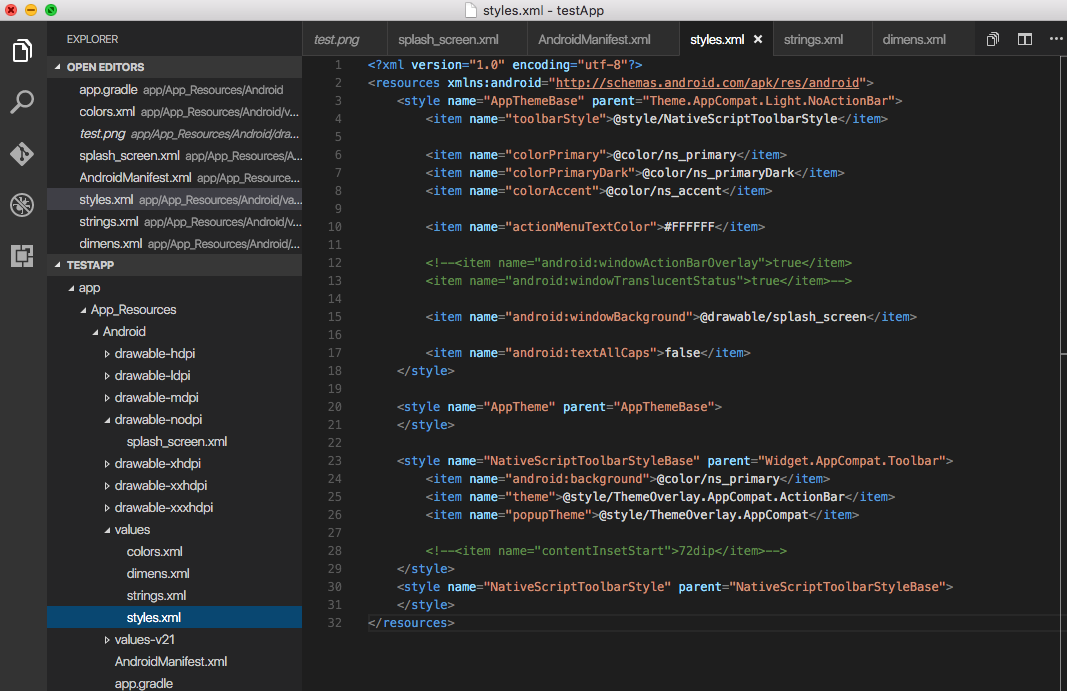 styles.xml - testApp
EXPLORER
OPEN EDITORS
app.gradle app/App_Resources/Android
colors.xml app/App_Resources/Android/v...
test.png app/App_Resources/Android/dra...
splash_screen.xml app/App_Resources/A...
AndroidManifest.xml app/App_Resource...
styles.xml app/App_Resources/Android/va...
strings.xml app/App_Resources/Android/v...
dimens.xml app/App_Resources/Android/...
TESTAPP
app
App_Resources
Android
drawable-hdpi
drawable-ldpi
drawable-mdpi
drawable-nodpi
splash_screen.xml
drawable-xhdpi
drawable-xxhdpi
drawable-xxxhdpi
values
colors.xml
dimens.xml
strings.xml
styles.xml
values-v21
AndroidManifest.xml
app.gradle
test.png splash_screen.xml AndroidManifest.xml styles.xml strings.xml dimens.xml
1 <?xml version="1.0" encoding="utf-8"?>
2 <resources xmlns:android="http://schemas.android.com/apk/res/android">
3 <style name="AppThemeBase" parent="Theme.AppCompat.Light.NoActionBar">
4 <item name="toolbarStyle">@style/NativeScriptToolbarStyle</item>
5
6 <item name="colorPrimary">@color/ns_primary</item>
7 <item name="colorPrimaryDark">@color/ns_primaryDark</item>
8 <item name="colorAccent">@color/ns_accent</item>
9
10 <item name="actionMenuTextColor">#FFFFFF</item>
11
12 <!--<item name="android:windowActionBarOverlay">true</item>
13 <item name="android:windowTranslucentStatus">true</item>-->
14
15 <item name="android:windowBackground">@drawable/splash_screen</item>
16
17 <item name="android:textAllCaps">false</item>
18 </style>
19
20 <style name="AppTheme" parent="AppThemeBase">
21 </style>
22
23 <style name="NativeScriptToolbarStyleBase" parent="Widget.AppCompat.Toolbar">
24 <item name="android:background">@color/ns_primary</item>
25 <item name="theme">@style/ThemeOverlay.AppCompat.ActionBar</item>
26 <item name="popupTheme">@style/ThemeOverlay.AppCompat</item>
27
28 <!--<item name="contentInsetStart">72dip</item>-->
29 </style>
30 <style name="NativeScriptToolbarStyle" parent="NativeScriptToolbarStyleBase">
31 </style>
32 </resources>